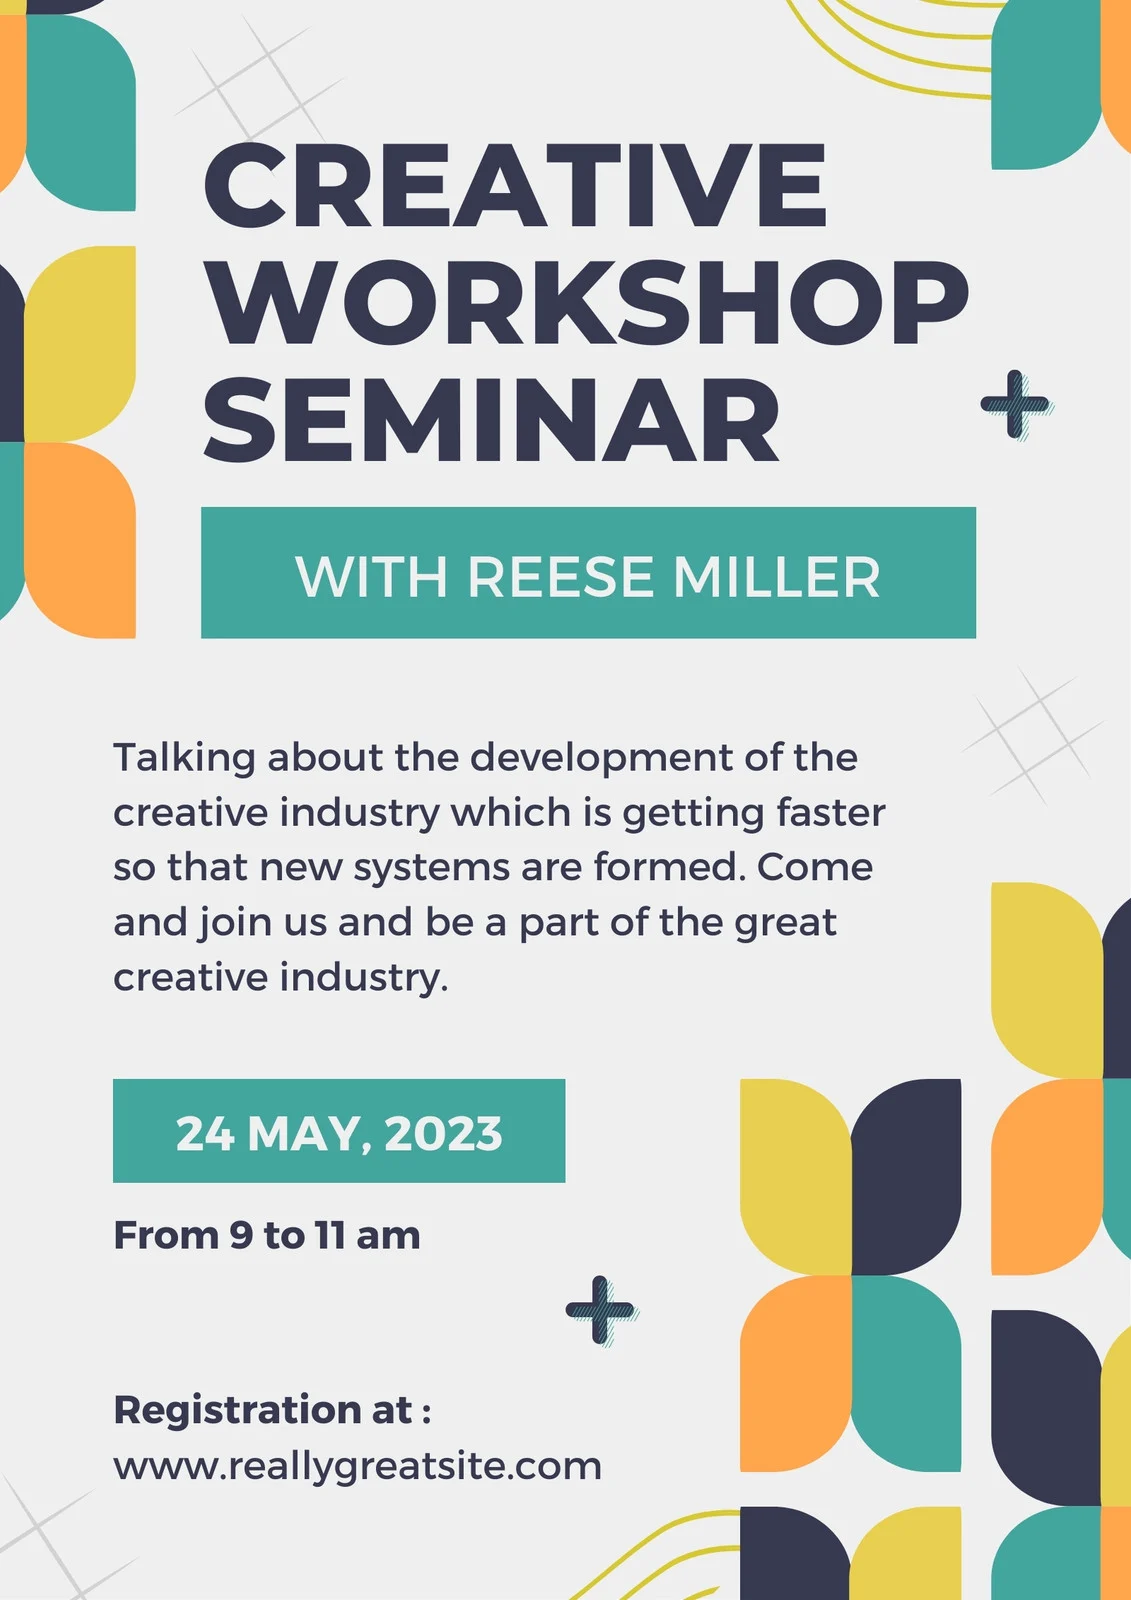 CREATIVE
WORKSHOP
SEMINAR
WITH REESE MILLER
Talking about the development of the
creative industry which is getting faster
so that new systems are formed. Come
and join us and be a part of the great
creative industry.
24 MAY, 2023
From 9 to 11 am
Registration at :
www.reallygreatsite.com